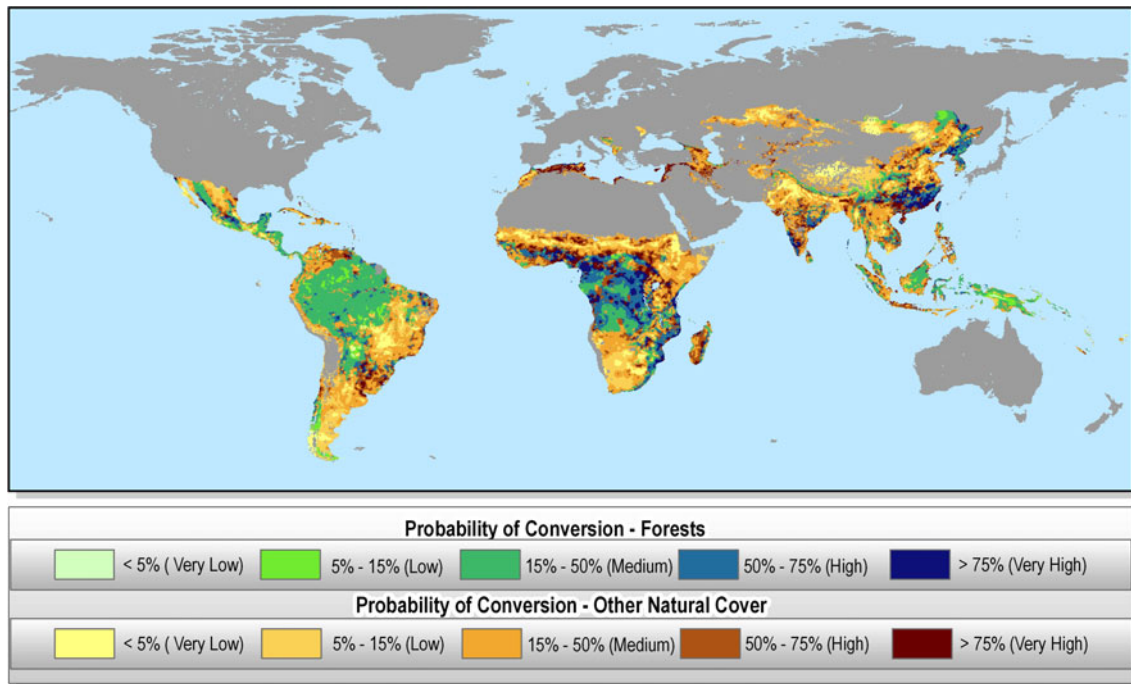 Probability of Conversion - Forests
< 5% ( Very Low) 5% - 15% (Low) 15% - 50% (Medium) 50% - 75% (High) > 75% (Very High)
Probability of Conversion - Other Natural Cover
< 5% ( Very Low) 5% - 15% (Low) 15% - 50% (Medium) 50% - 75% (High) > 75% (Very High)